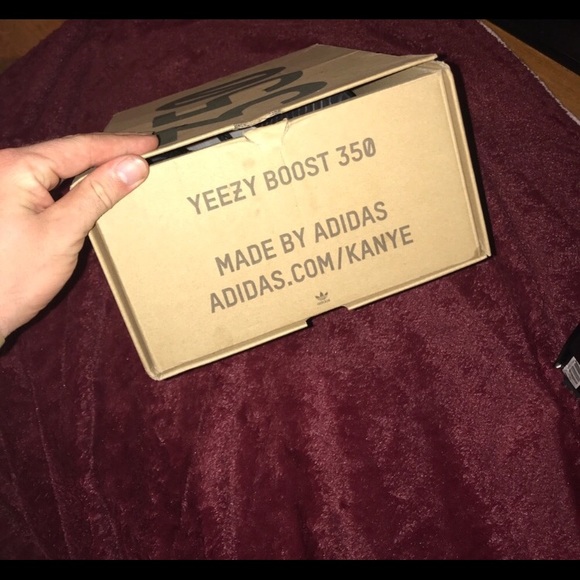 YEEZY BOOST 350
MADE BY ADIDAS
ADIDAS.COM/KANYE